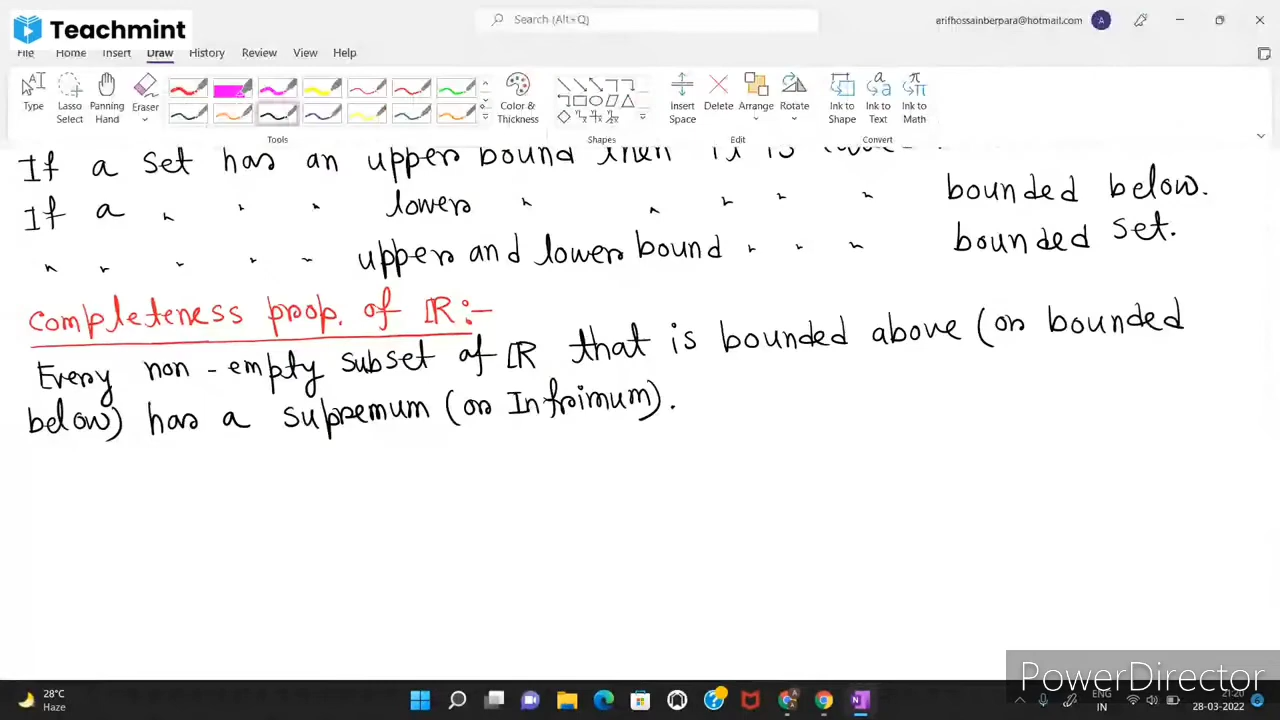 Teachmint
Search (Alt+Q)
arifhossainberpara@hotmail.com A
File Home Insert Draw History Review View Help
Type Lasso Select Panning Hand Eraser Color & Thickness Insert Space Delete Arrange Rotate Ink to Shape Ink to Text Ink to Math
Tools Shapes Edit Convert
If a set has an upper bound then it is
If a " " " lower " " " " " bounded below.
" " " " " upper and lower bound " " " bounded set.
Completeness prop. of ℝ:-
Every non-empty subset of ℝ that is bounded above (or bounded
below) has a supremum (or Infrimum).
PowerDirector
28°C
Haze
ENG
IN
21:20
28-03-2022